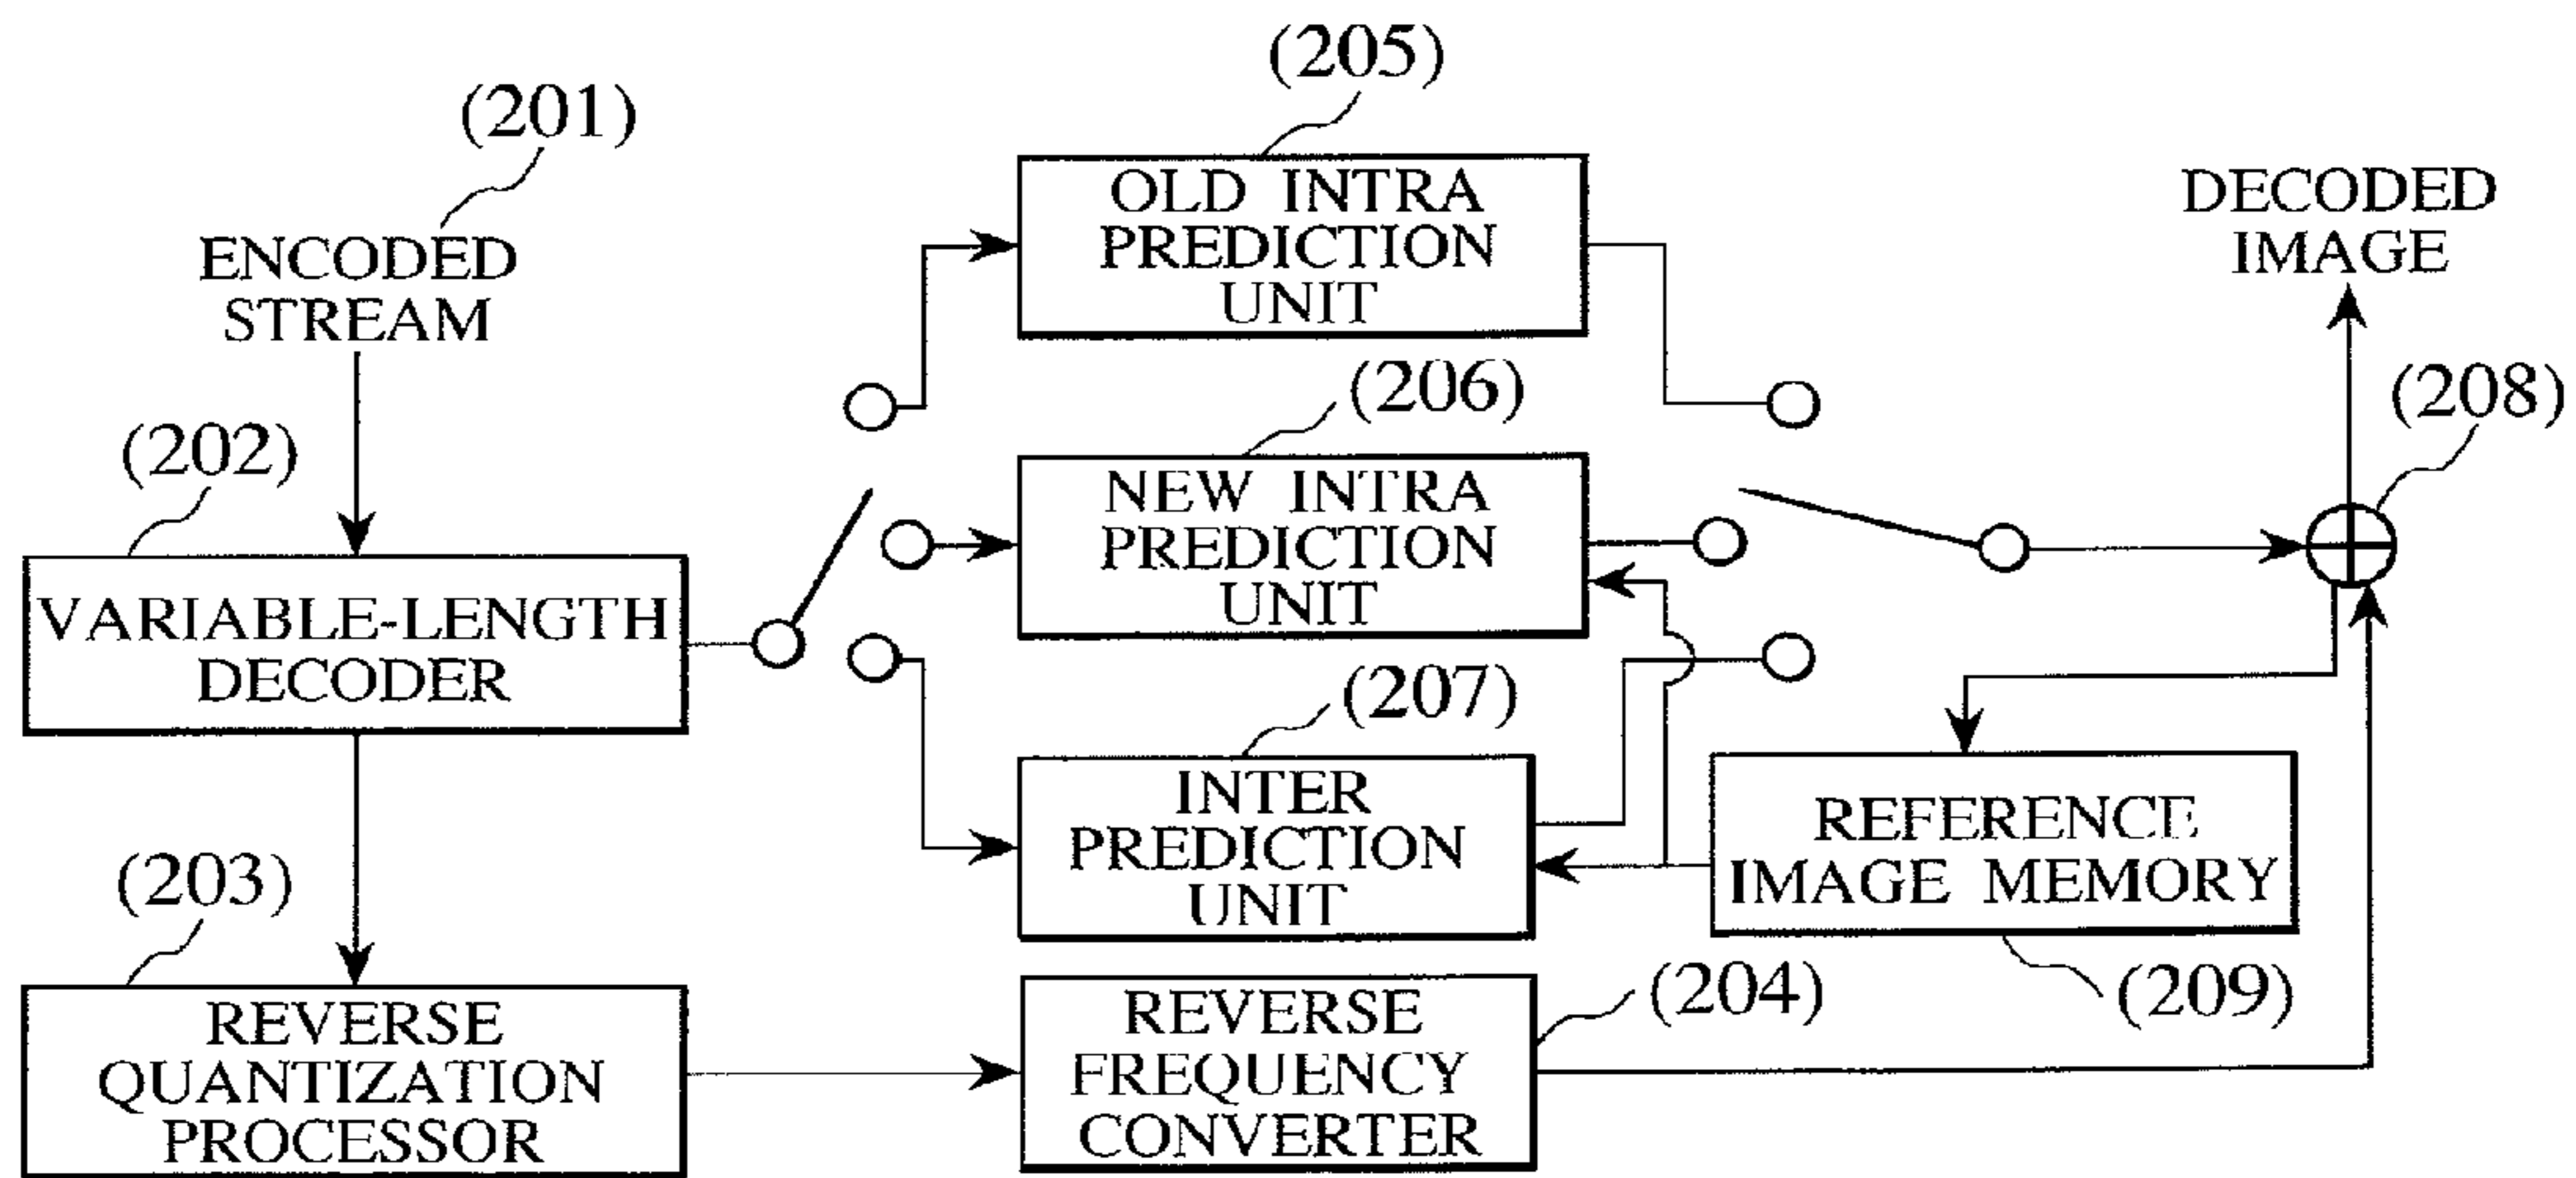 (205)
(201)
OLD INTRA
PREDICTION
UNIT
DECODED
IMAGE
ENCODED
STREAM
(206)
(208)
(202)
NEW INTRA
PREDICTION
UNIT
VARIABLE-LENGTH
DECODER
(207)
INTER
PREDICTION
UNIT
REFERENCE
IMAGE MEMORY
(203)
(204)
(209)
REVERSE
QUANTIZATION
PROCESSOR
REVERSE
FREQUENCY
CONVERTER